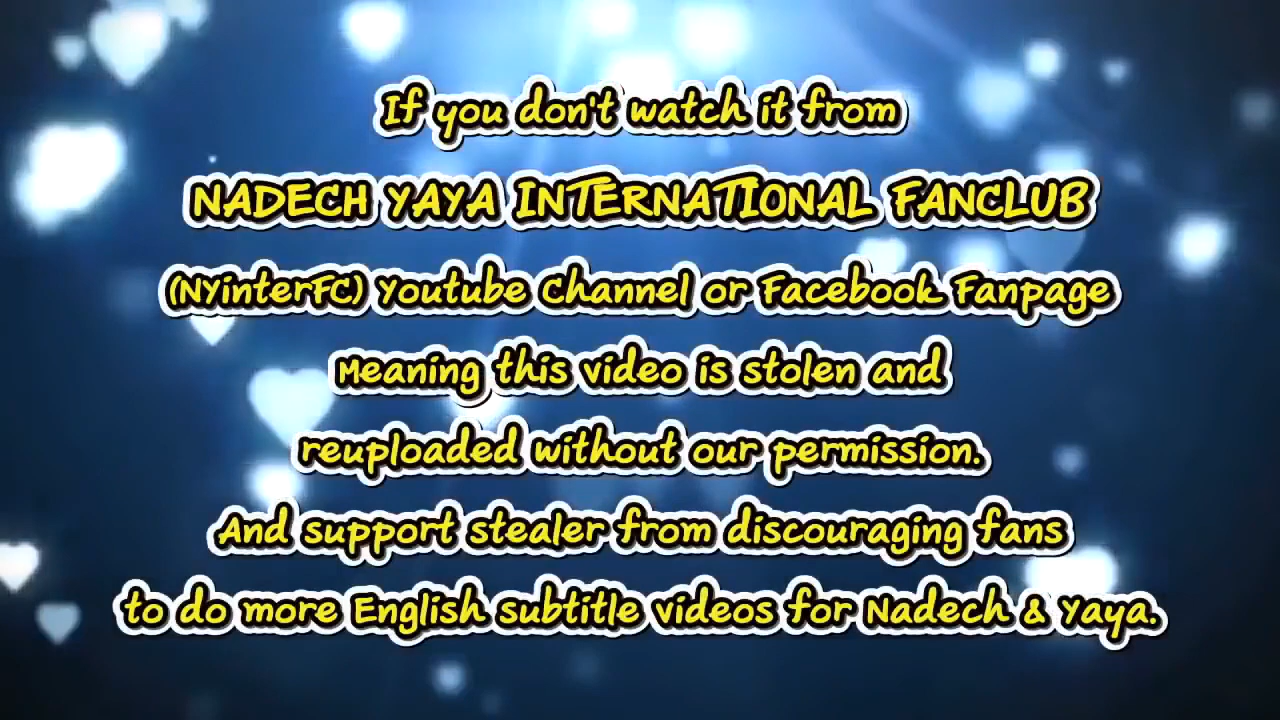 If you don't watch it from
NADECH YAYA INTERNATIONAL FANCLUB
(NYinterFC) Youtube Channel or Facebook Fanpage
Meaning this video is stolen and
reuploaded without our permission.
And support stealer from discouraging fans
to do more English subtitle videos for Nadech & Yaya.